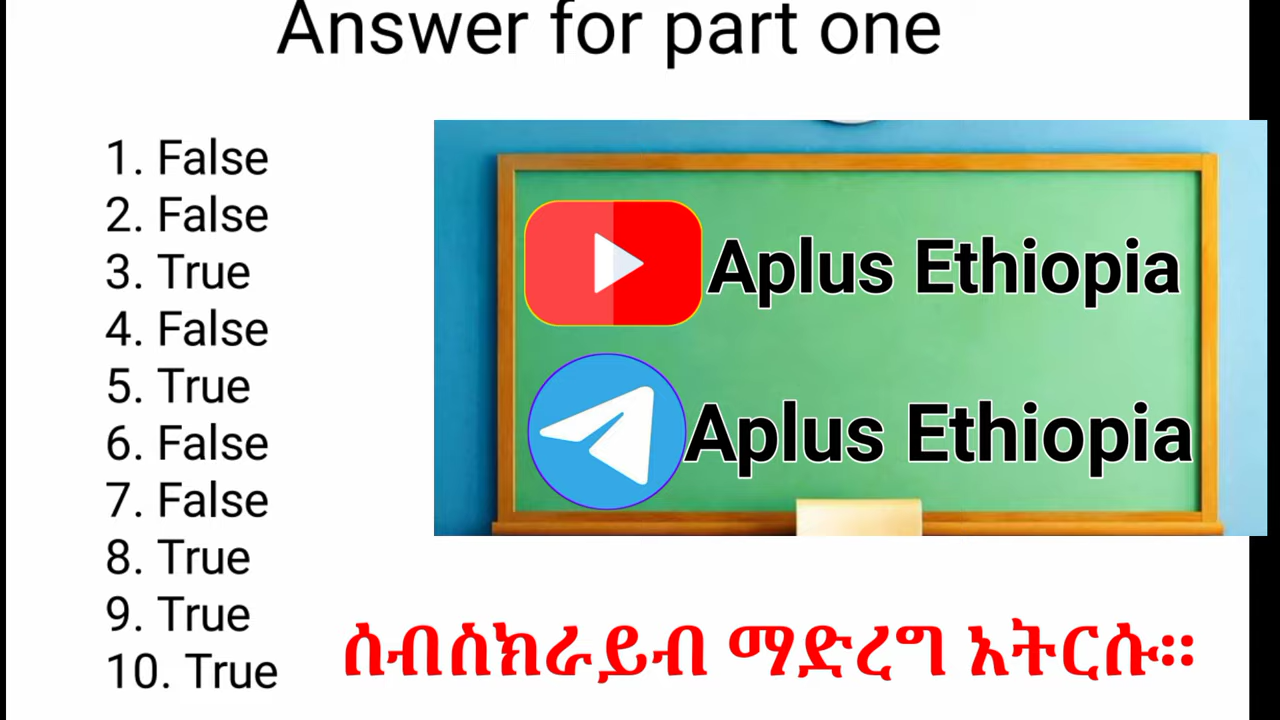 Answer for part one
1. False
2. False
3. True
4. False
5. True
6. False
7. False
8. True
9. True
10. True
Aplus Ethiopia
Aplus Ethiopia
ሰብስክራይብ ማድረግ አትርሱ።